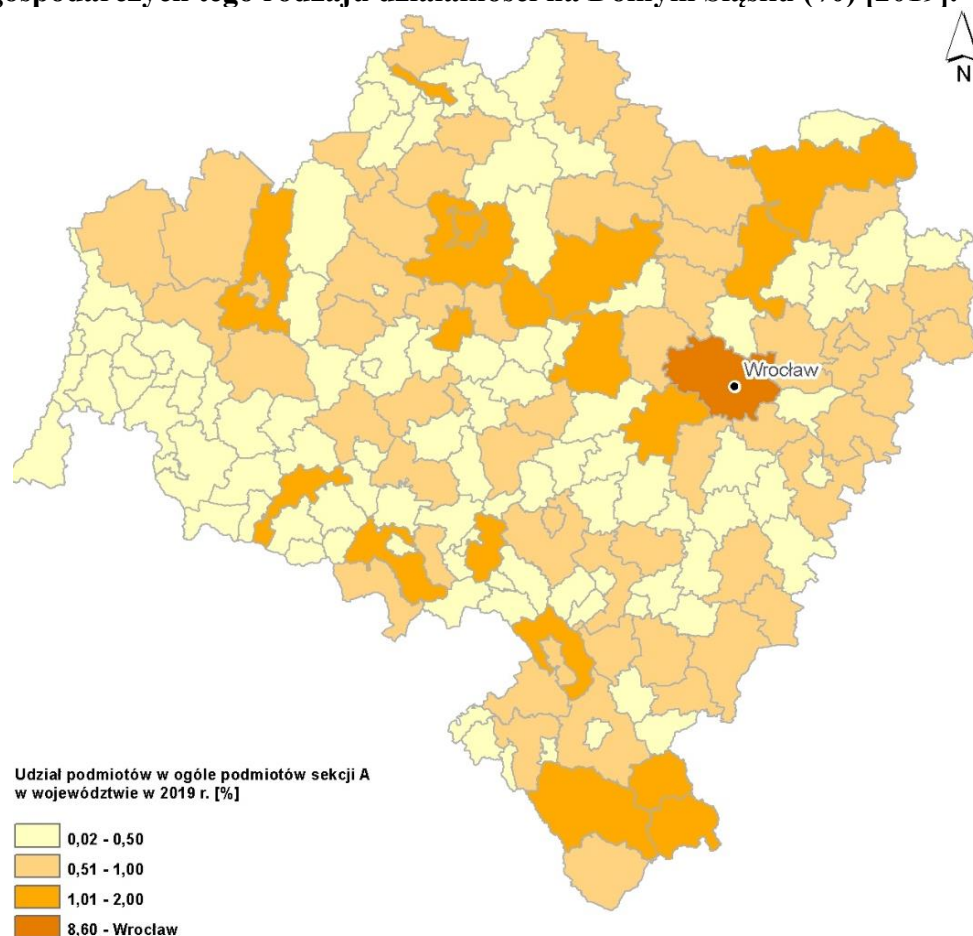 gospodarczych tego rodzaju działalności na Dolnym Śląsku (%) [2019].
N
Wrocław
Udział podmiotów w ogóle podmiotów sekcji A
w województwie w 2019 r. [%]
0,02 - 0,50
0,51 - 1,00
1,01 - 2,00
8,60 - Wrocław